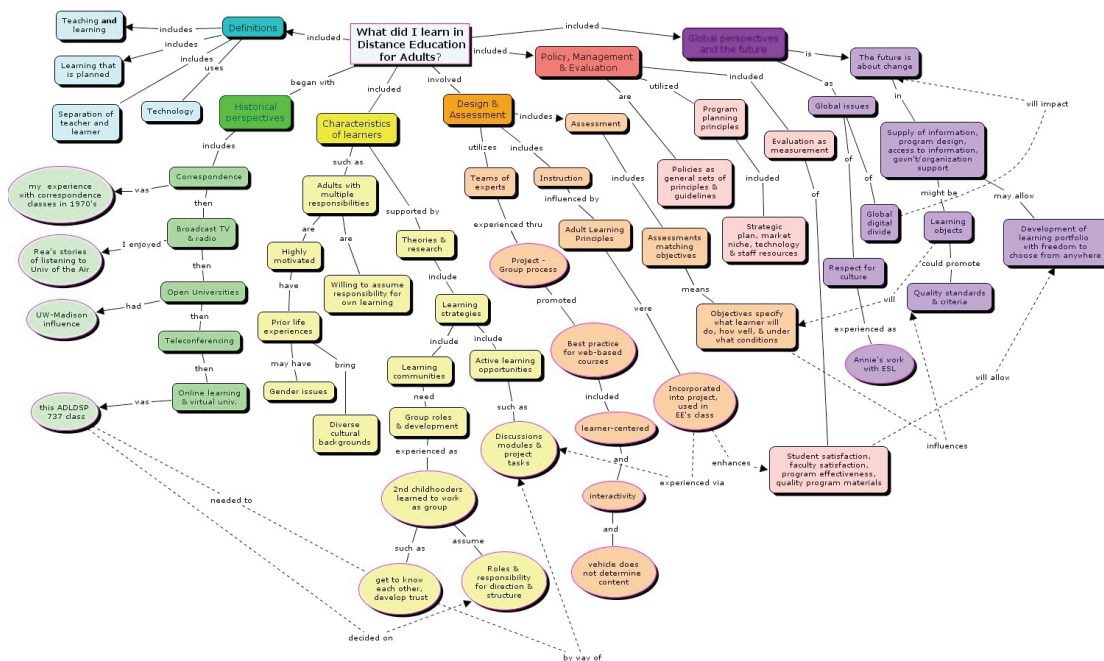 What did I learn in
Distance Education
for Adults?
included
Definitions
includes
Teaching and
learning
includes
Learning that
is planned
includes
Separation of
teacher and
learner
uses
Technology
began with
Historical
perspectives
includes
Correspondence
was
my experience
with correspondence
classes in 1970's
then
Broadcast TV
& radio
I enjoyed
Rea's stories
of listening to
Univ of the Air
then
Open Universities
had
UW-Madison
influence
then
Teleconferencing
then
Online learning
& virtual univ.
was
this ADLDSP
737 class
needed to
decided on
included
Characteristics
of learners
such as
Adults with
multiple
responsibilities
are
Highly
motivated
have
Prior life
experiences
may have
Gender issues
bring
Diverse
cultural
backgrounds
are
Willing to assume
responsibility for
own learning
supported by
Theories &
research
include
Learning
strategies
include
Learning
communities
need
Group roles
& development
experienced as
2nd childhooders
learned to work
as group
such as
get to know
each other,
develop trust
assume
Roles &
responsibility
for direction &
structure
by way of
include
Active learning
opportunities
such as
Discussions
modules &
project
tasks
involved
Design &
Assessment
utilizes
Teams of
experts
experienced thru
Project -
Group process
promoted
Best practice
for web-based
courses
included
learner-centered
and
interactivity
and
vehicle does
not determine
content
includes
Instruction
influenced by
Adult Learning
Principles
were
Incorporated
into project,
used in
EE's class
experienced via
enhances
includes
Assessment
includes
Assessments
matching
objectives
means
Objectives specify
what learner will
do, how well, & under
what conditions
influences
included
Policy, Management
& Evaluation
are
Policies as
general sets of
principles &
guidelines
utilized
Program
planning
principles
included
Strategic
plan, market
niche, technology
& staff resources
included
Evaluation as
measurement
of
Student satisfaction,
faculty satisfaction,
program effectiveness,
quality program materials
will allow
included
Global perspectives
and the future
as
Global issues
of
Respect for
culture
experienced as
Annie's work
with ESL
of
Global
digital
divide
will impact
is
The future is
about change
in
Supply of information,
program design,
access to information,
govn't/organization
support
might be
Learning
objects
will
could promote
Quality standards
& criteria
may allow
Development of
learning portfolio
with freedom to
choose from anywhere